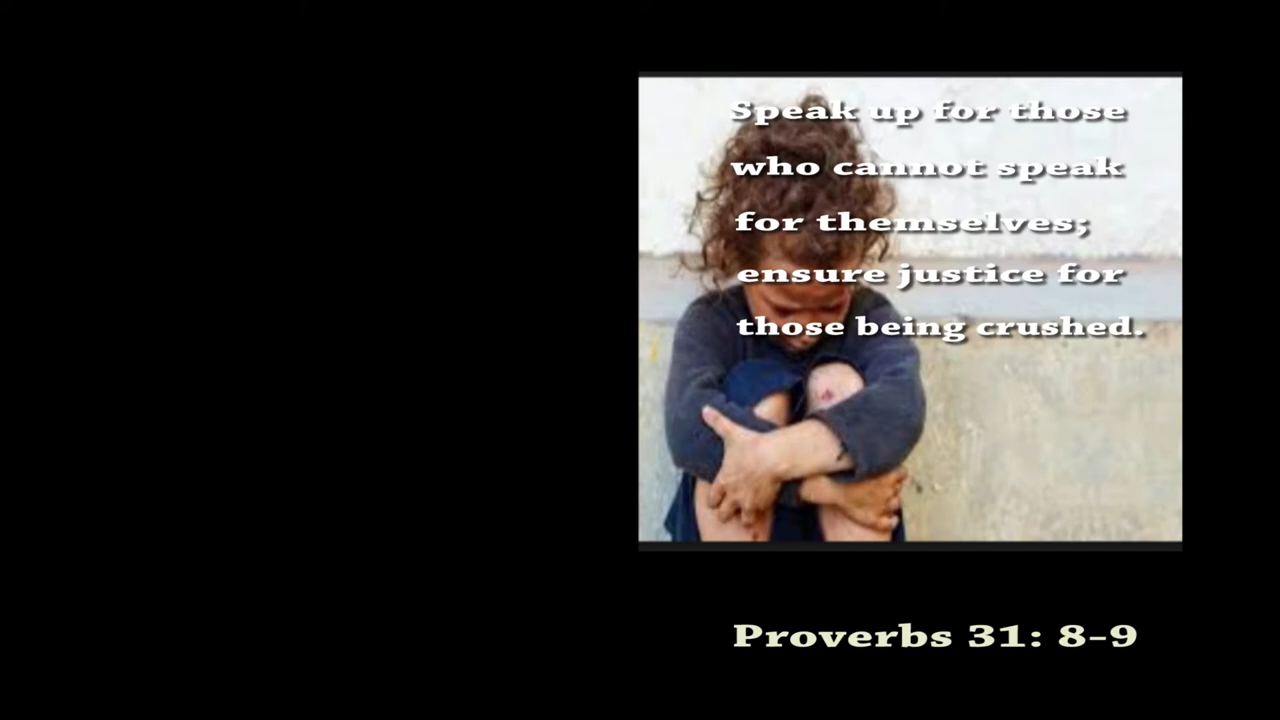 Speak up for those
who cannot speak
for themselves;
ensure justice for
those being crushed.
Proverbs 31: 8-9